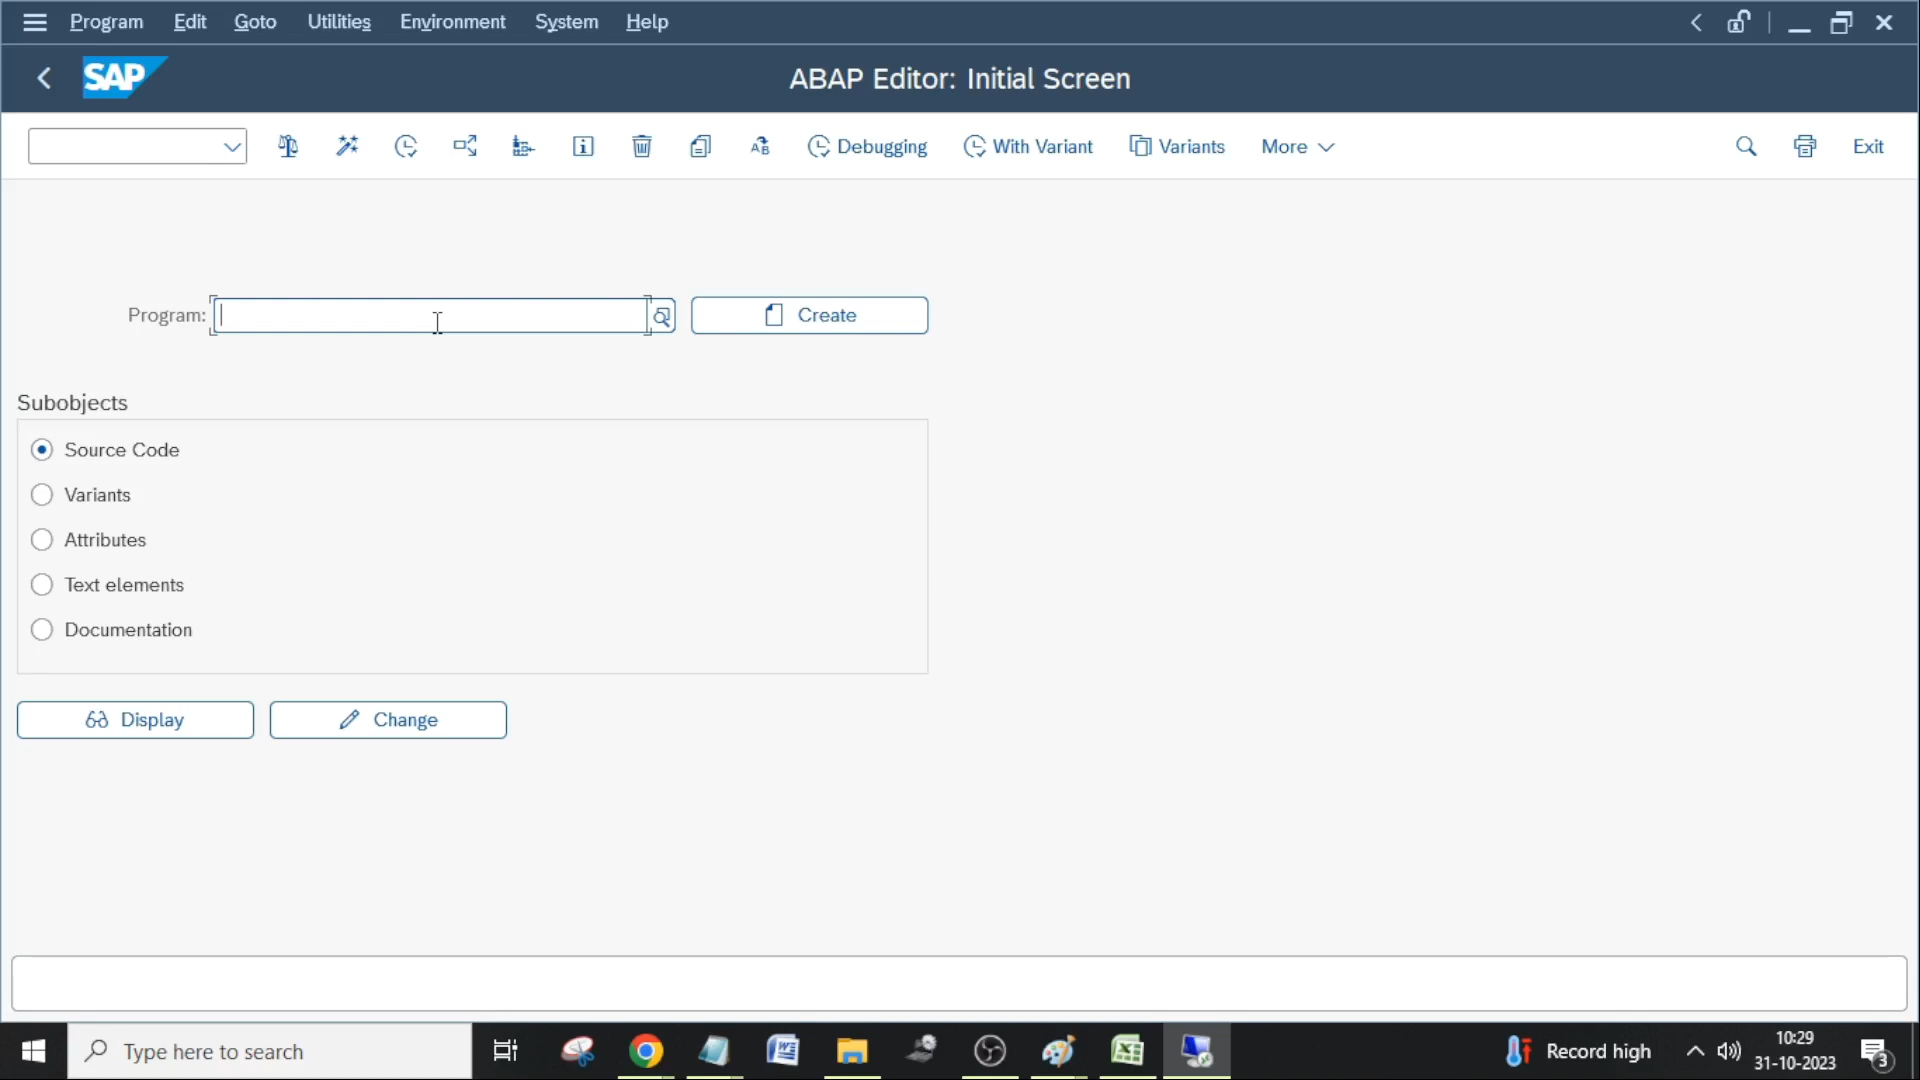 Program Edit Goto Utilities Environment System Help
SAP ABAP Editor: Initial Screen
Debugging With Variant Variants More Exit
Program: Create
Subobjects
Source Code
Variants
Attributes
Text elements
Documentation
Display Change
Type here to search
Record high
10:29
31-10-2023
3